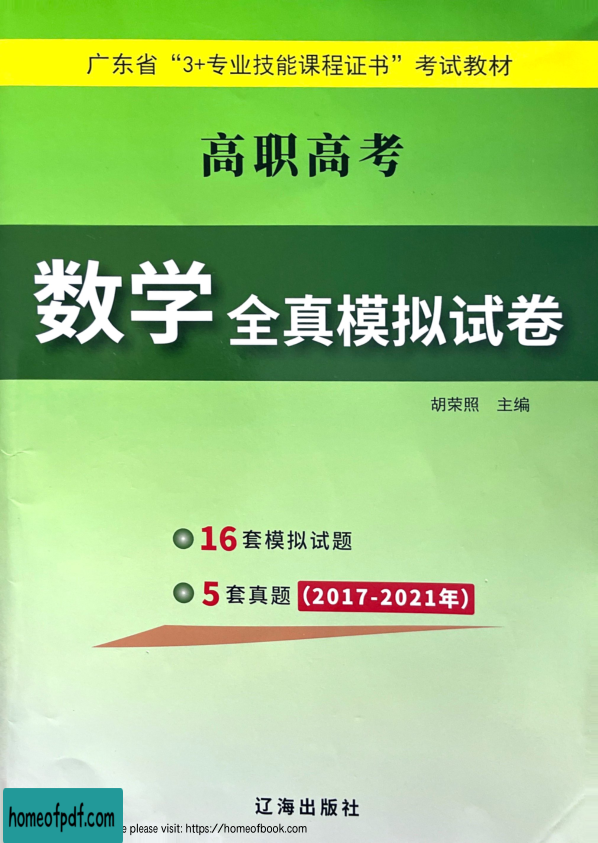 广东省“3+专业技能课程证书”考试教材
高职高考
数学 全真模拟试卷
胡荣照 主编
16套模拟试题
5套真题（2017-2021年）
辽海出版社
homeofpdf.com
please visit: https://homeofbook.com